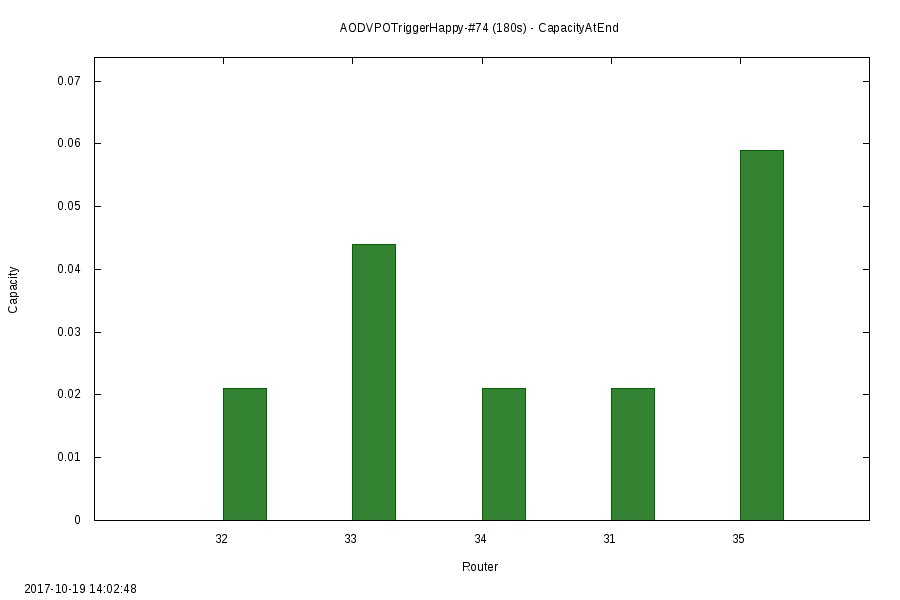 AODVPOTriggerHappy-#74 (180s) - CapacityAtEnd
0.07
0.06
0.05
0.04
0.03
0.02
0.01
0
Capacity
32 33 34 31 35
Router
2017-10-19 14:02:48